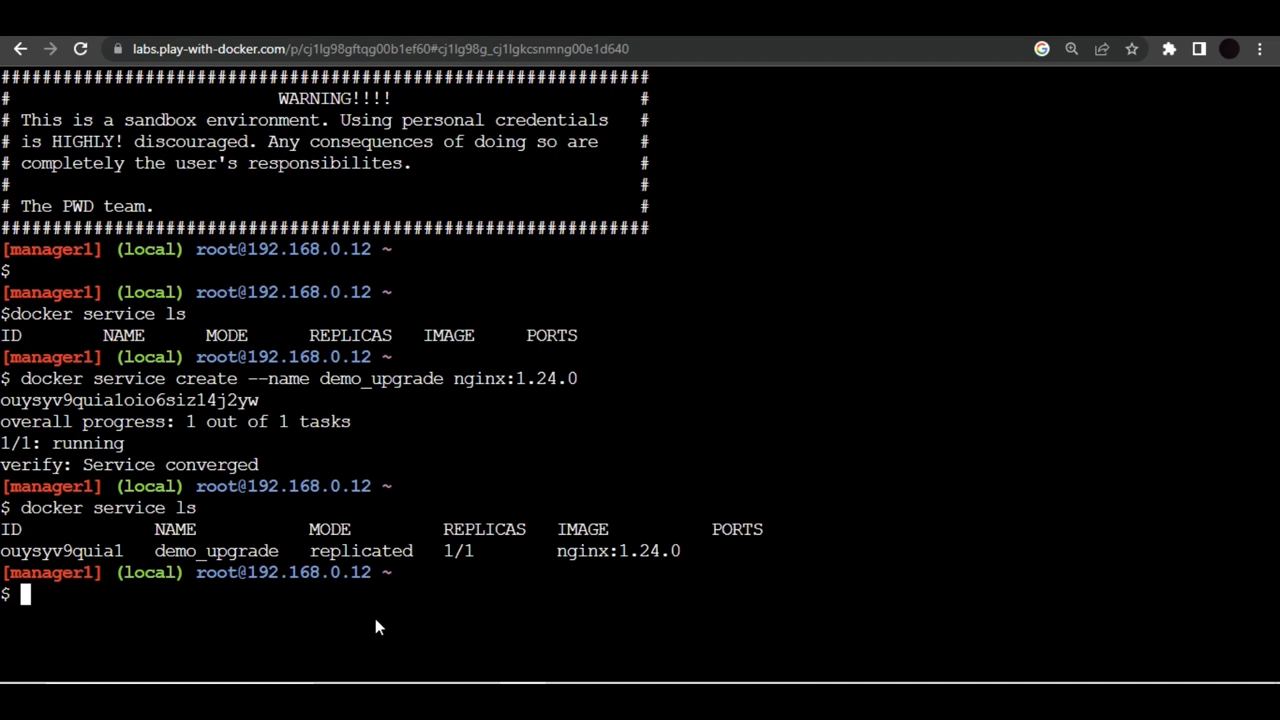 labs.play-with-docker.com/p/cj1lg98gftqg00b1ef60#cj1lg98g_cj1lgkcsnmng00e1d640
###############################################################
# WARNING!!!! #
# This is a sandbox environment. Using personal credentials #
# is HIGHLY! discouraged. Any consequences of doing so are #
# completely the user's responsibilites. #
# #
# The PWD team. #
###############################################################
[manager1] (local) root@192.168.0.12 ~
$
[manager1] (local) root@192.168.0.12 ~
$docker service ls
ID NAME MODE REPLICAS IMAGE PORTS
[manager1] (local) root@192.168.0.12 ~
$ docker service create --name demo_upgrade nginx:1.24.0
ouysyv9quia1oio6siz14j2yw
overall progress: 1 out of 1 tasks
1/1: running
verify: Service converged
[manager1] (local) root@192.168.0.12 ~
$ docker service ls
ID NAME MODE REPLICAS IMAGE PORTS
ouysyv9quia1 demo_upgrade replicated 1/1 nginx:1.24.0
[manager1] (local) root@192.168.0.12 ~
$